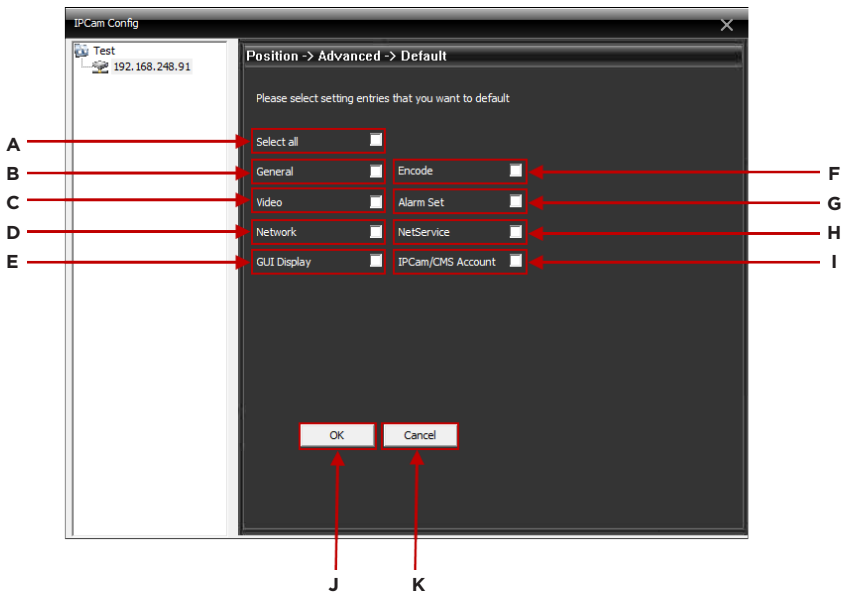 IPCam Config
Test
192.168.248.91
Position -> Advanced -> Default
Please select setting entries that you want to default
A Select all
B General Encode F
C Video Alarm Set G
D Network NetService H
E GUI Display IPCam/CMS Account I
OK Cancel
J K